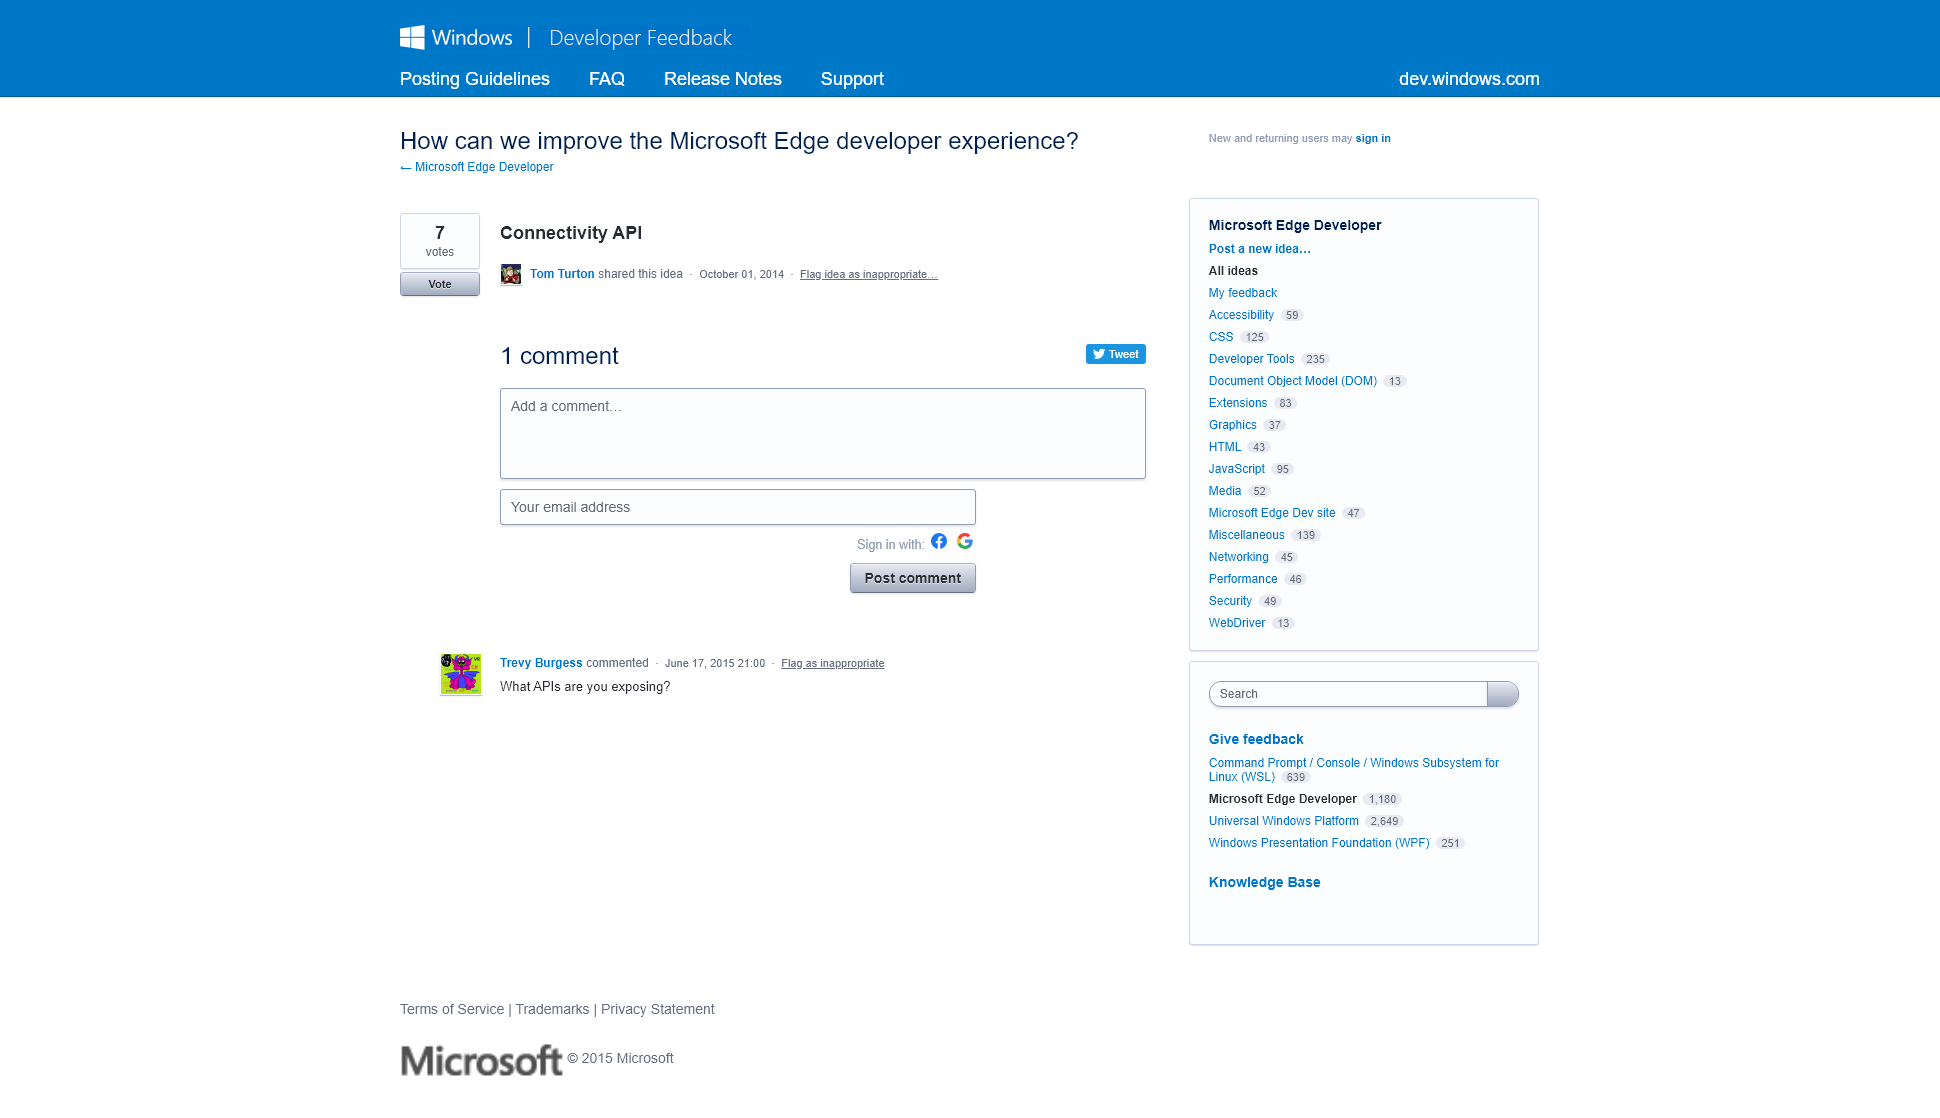 Windows | Developer Feedback
Posting Guidelines FAQ Release Notes Support dev.windows.com
How can we improve the Microsoft Edge developer experience?
← Microsoft Edge Developer
New and returning users may sign in
7
votes
Vote
Connectivity API
Tom Turton shared this idea · October 01, 2014 · Flag idea as inappropriate…
1 comment
Tweet
Add a comment…
Your email address
Sign in with:
Post comment
Trevy Burgess commented · June 17, 2015 21:00 · Flag as inappropriate
What APIs are you exposing?
Microsoft Edge Developer
Post a new idea…
All ideas
My feedback
Accessibility 59
CSS 125
Developer Tools 235
Document Object Model (DOM) 13
Extensions 83
Graphics 37
HTML 43
JavaScript 95
Media 52
Microsoft Edge Dev site 47
Miscellaneous 139
Networking 45
Performance 46
Security 49
WebDriver 13
Search
Give feedback
Command Prompt / Console / Windows Subsystem for
Linux (WSL) 639
Microsoft Edge Developer 1,180
Universal Windows Platform 2,649
Windows Presentation Foundation (WPF) 251
Knowledge Base
Terms of Service | Trademarks | Privacy Statement
Microsoft © 2015 Microsoft